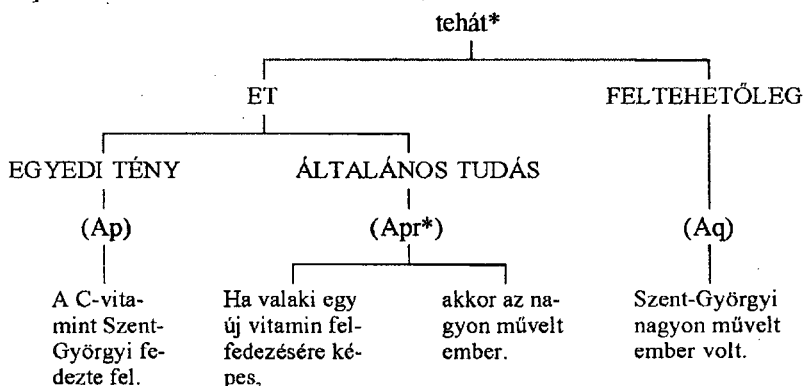 tehát*
ET FELTEHETŐLEG
EGYEDI TÉNY ÁLTALÁNOS TUDÁS
(Ap) (Apr*) (Aq)
A C-vita-
mint Szent-
Györgyi fe-
dezte fel.
Ha valaki egy
új vitamin fel-
fedezésére ké-
pes,
akkor az na-
gyon művelt
ember.
Szent-Györgyi
nagyon művelt
ember volt.